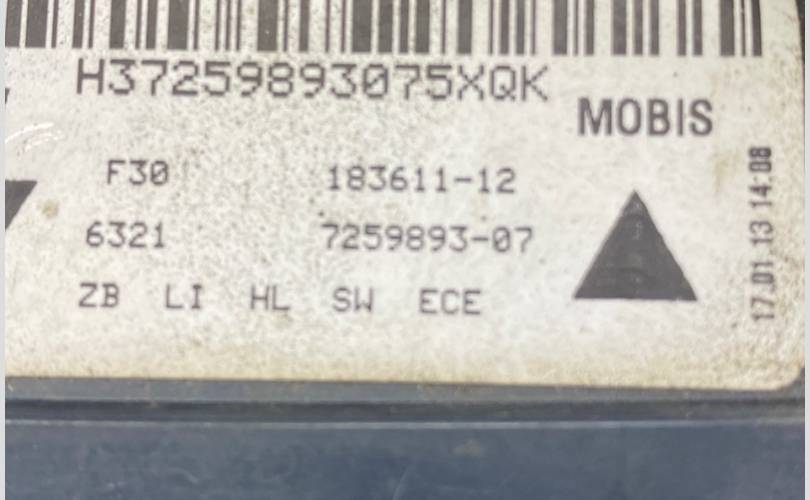 H37259893075XQK
MOBIS
F30 183611-12
6321 7259893-07
ZB LI HL SW ECE
17.01.13 14:08